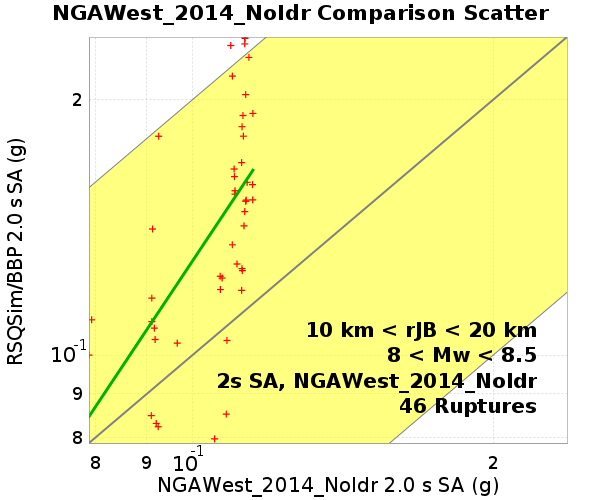 NGAWest_2014_NoIdr Comparison Scatter
RSQSim/BBP 2.0 s SA (g)
2
10-1
9
8
10 km < rJB < 20 km
8 < Mw < 8.5
2s SA, NGAWest_2014_NoIdr
46 Ruptures
8 9 10-1 2
NGAWest_2014_NoIdr 2.0 s SA (g)